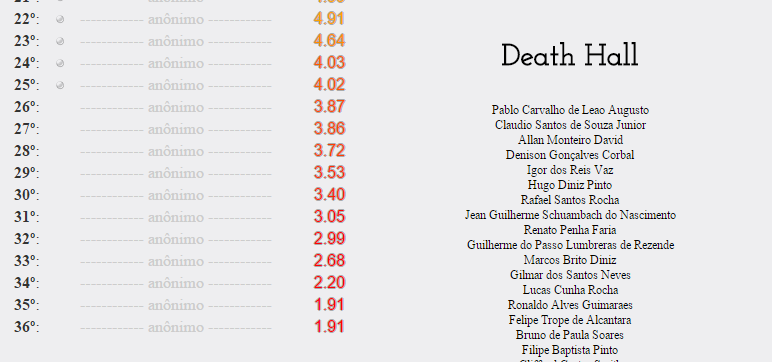 22º: ------------ anônimo ------------ 4.91
23º: ------------ anônimo ------------ 4.64
24º: ------------ anônimo ------------ 4.03
25º: ------------ anônimo ------------ 4.02
26º: ------------ anônimo ------------ 3.87
27º: ------------ anônimo ------------ 3.86
28º: ------------ anônimo ------------ 3.72
29º: ------------ anônimo ------------ 3.53
30º: ------------ anônimo ------------ 3.40
31º: ------------ anônimo ------------ 3.05
32º: ------------ anônimo ------------ 2.99
33º: ------------ anônimo ------------ 2.68
34º: ------------ anônimo ------------ 2.20
35º: ------------ anônimo ------------ 1.91
36º: ------------ anônimo ------------ 1.91
Death Hall
Pablo Carvalho de Leao Augusto
Claudio Santos de Souza Junior
Allan Monteiro David
Denison Gonçalves Corbal
Igor dos Reis Vaz
Hugo Diniz Pinto
Rafael Santos Rocha
Jean Guilherme Schuambach do Nascimento
Renato Penha Faria
Guilherme do Passo Lumbreras de Rezende
Marcos Brito Diniz
Gilmar dos Santos Neves
Lucas Cunha Rocha
Ronaldo Alves Guimaraes
Felipe Trope de Alcantara
Bruno de Paula Soares
Filipe Baptista Pinto